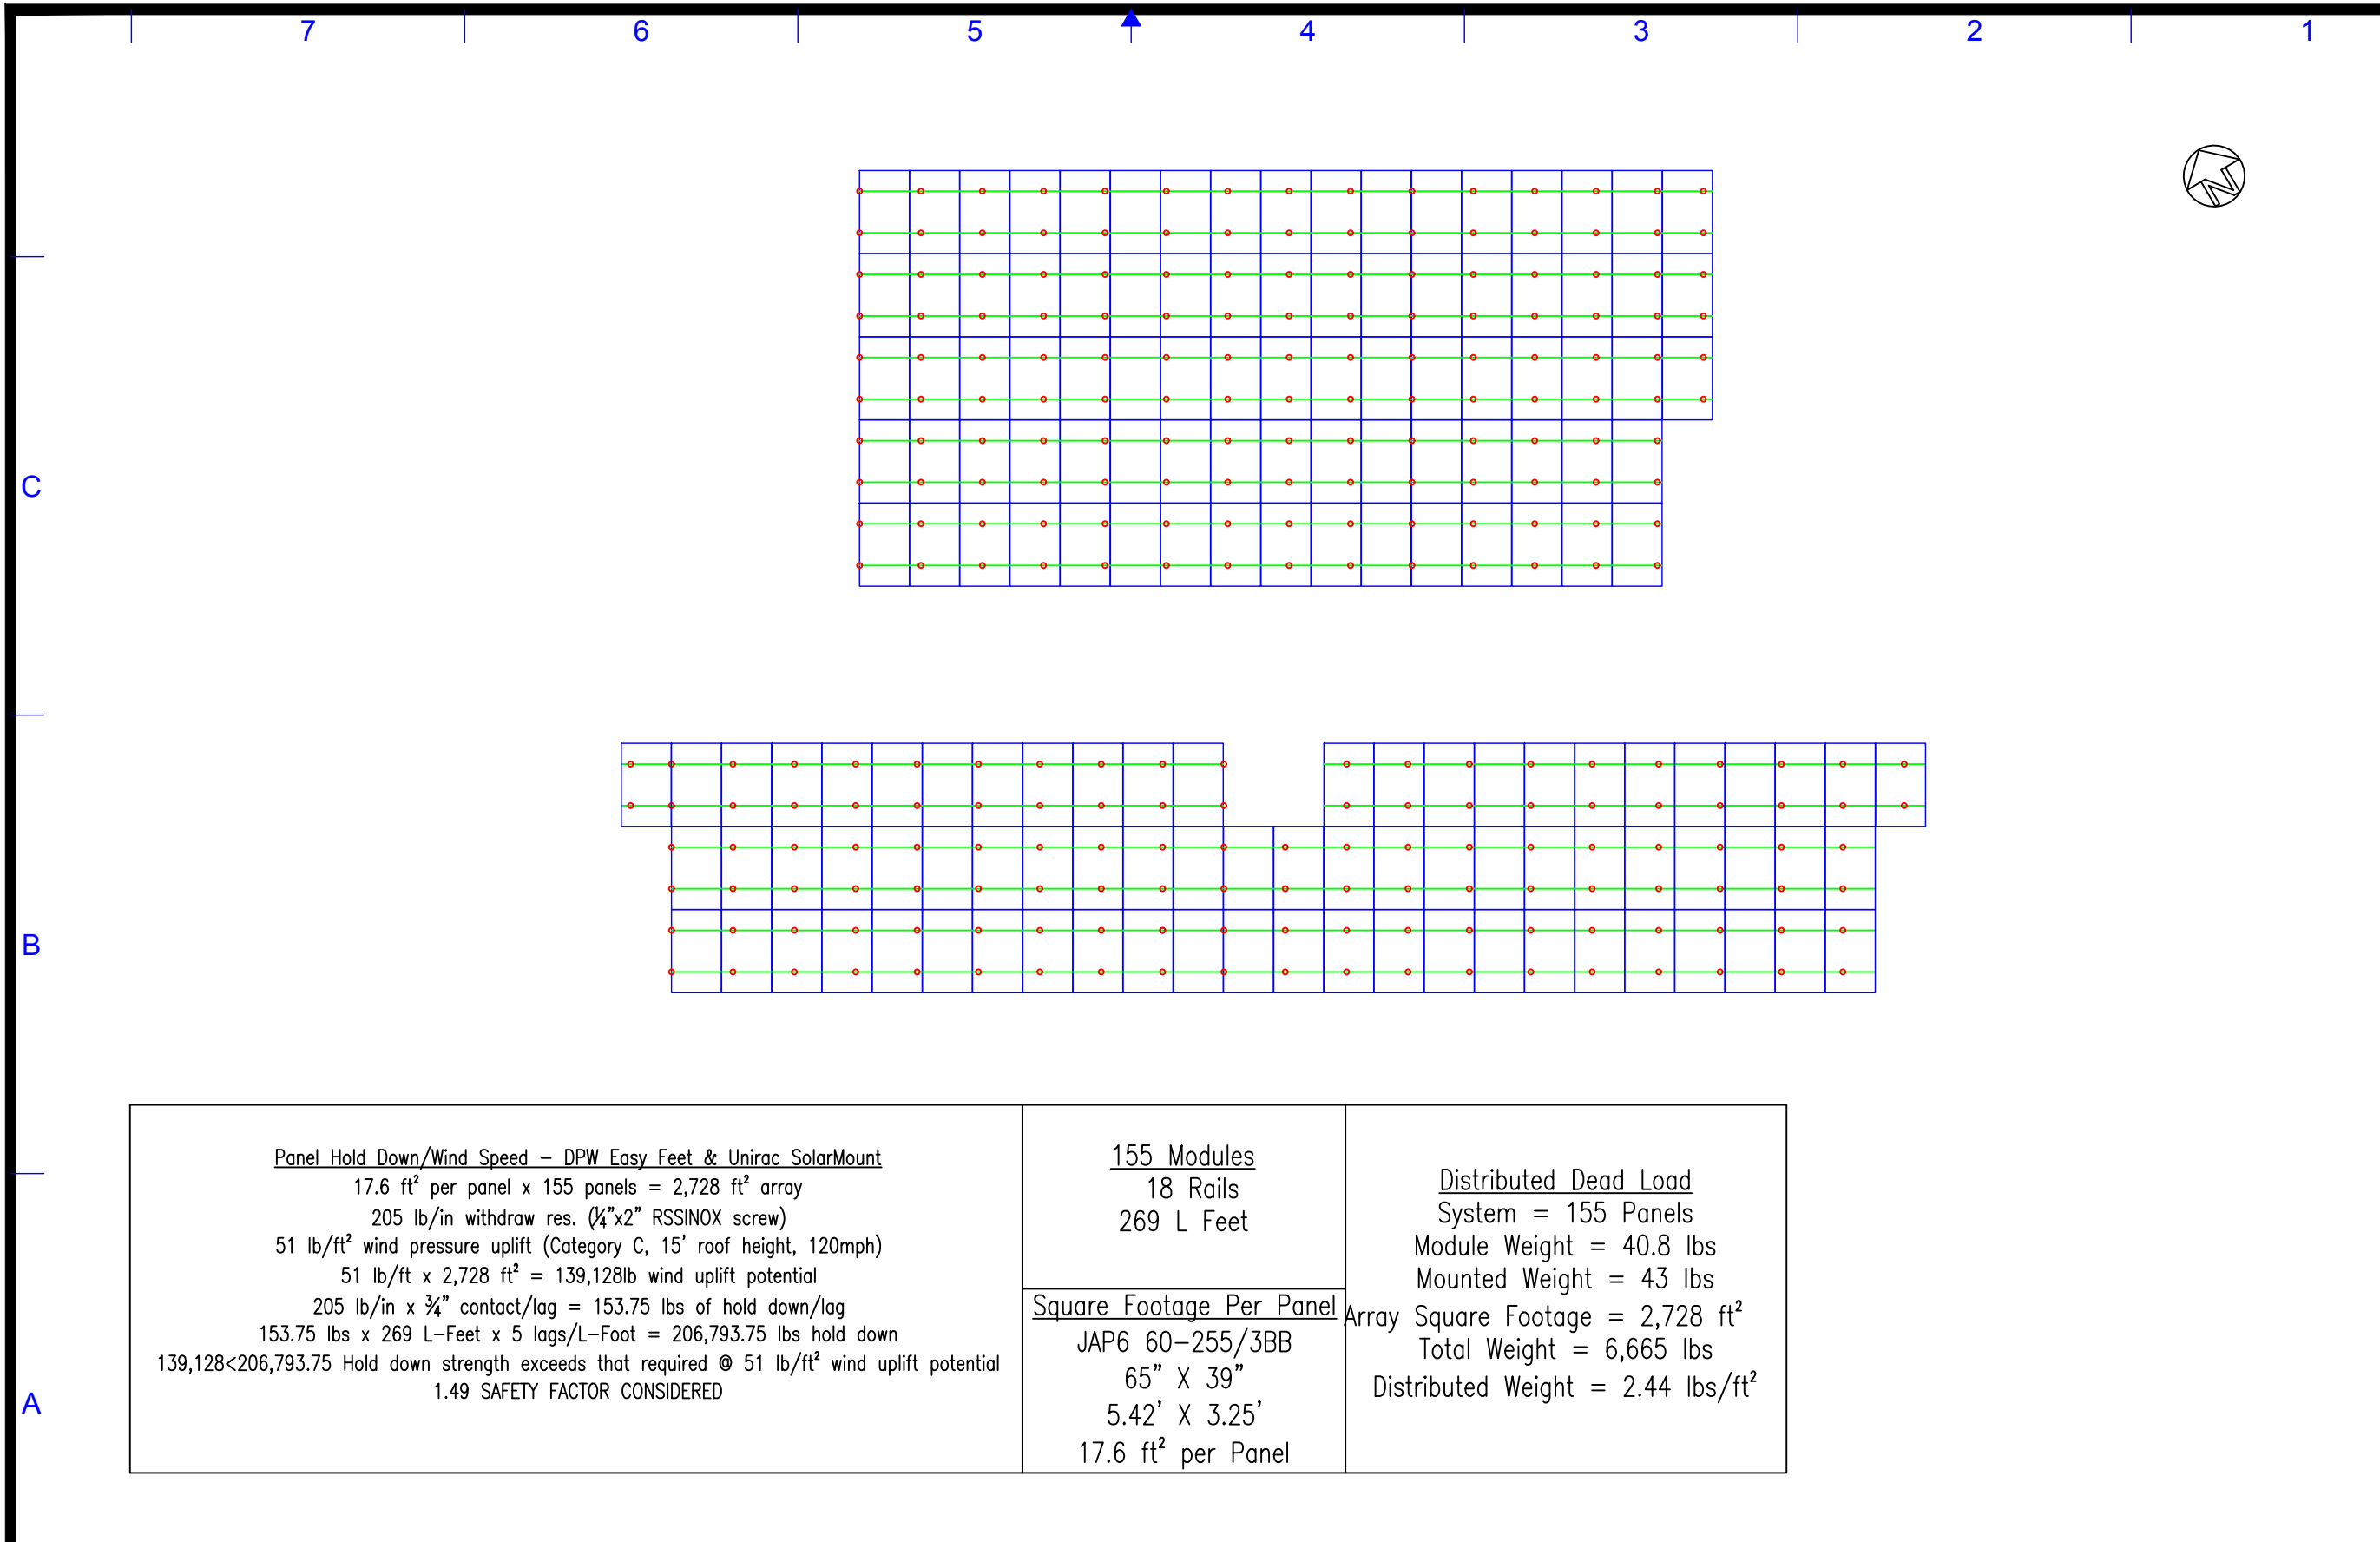 7 6 5 4 3 2 1
N
C
B
A
Panel Hold Down/Wind Speed – DPW Easy Feet & Unirac SolarMount
17.6 ft² per panel x 155 panels = 2,728 ft² array
205 lb/in withdraw res. (¼"x2" RSSINOX screw)
51 lb/ft² wind pressure uplift (Category C, 15' roof height, 120mph)
51 lb/ft x 2,728 ft² = 139,128lb wind uplift potential
205 lb/in x ¾" contact/lag = 153.75 lbs of hold down/lag
153.75 lbs x 269 L-Feet x 5 lags/L-Foot = 206,793.75 lbs hold down
139,128<206,793.75 Hold down strength exceeds that required @ 51 lb/ft² wind uplift potential
1.49 SAFETY FACTOR CONSIDERED
155 Modules
18 Rails
269 L Feet
Square Footage Per Panel
JAP6 60-255/3BB
65" X 39"
5.42' X 3.25'
17.6 ft² per Panel
Distributed Dead Load
System = 155 Panels
Module Weight = 40.8 lbs
Mounted Weight = 43 lbs
Array Square Footage = 2,728 ft²
Total Weight = 6,665 lbs
Distributed Weight = 2.44 lbs/ft²